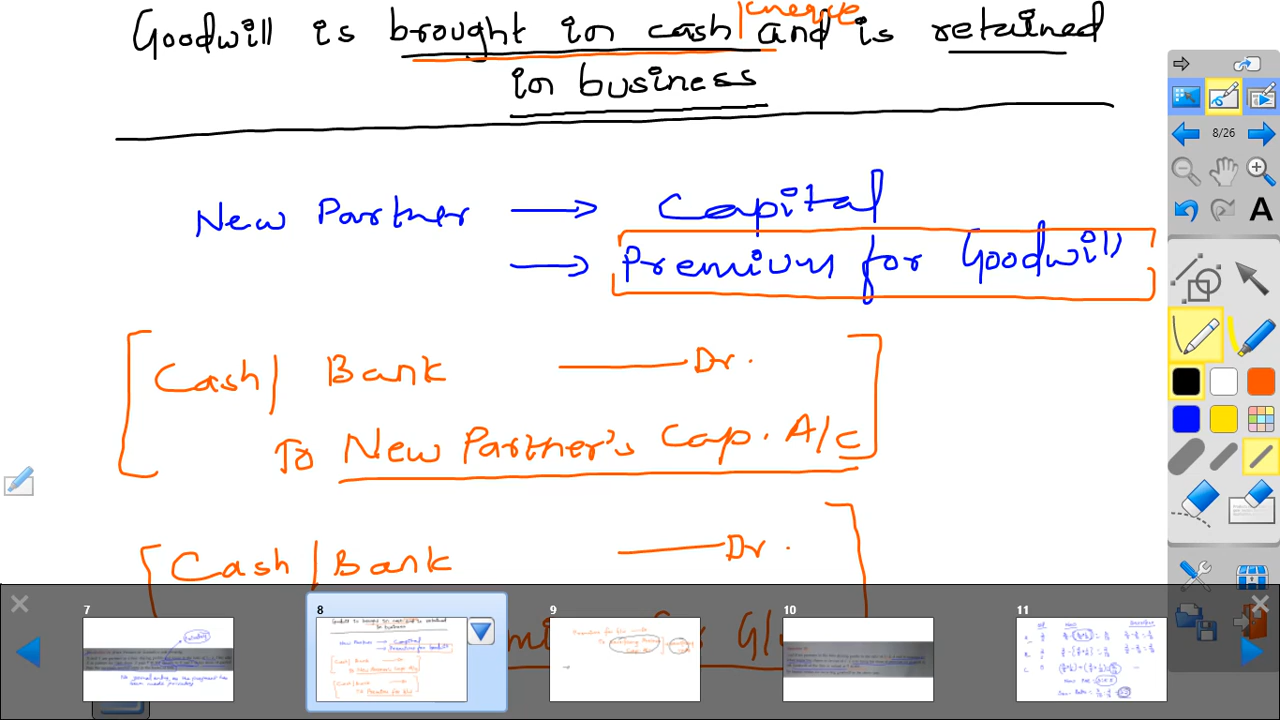 Goodwill is brought in cash/ and is retained
in business
New Partner → Capital
→ Premium for Goodwill
Cash/ Bank — Dr.
To New Partner's Cap. A/c
Cash/Bank — Dr.
8/26
A
7
8
9
10
11